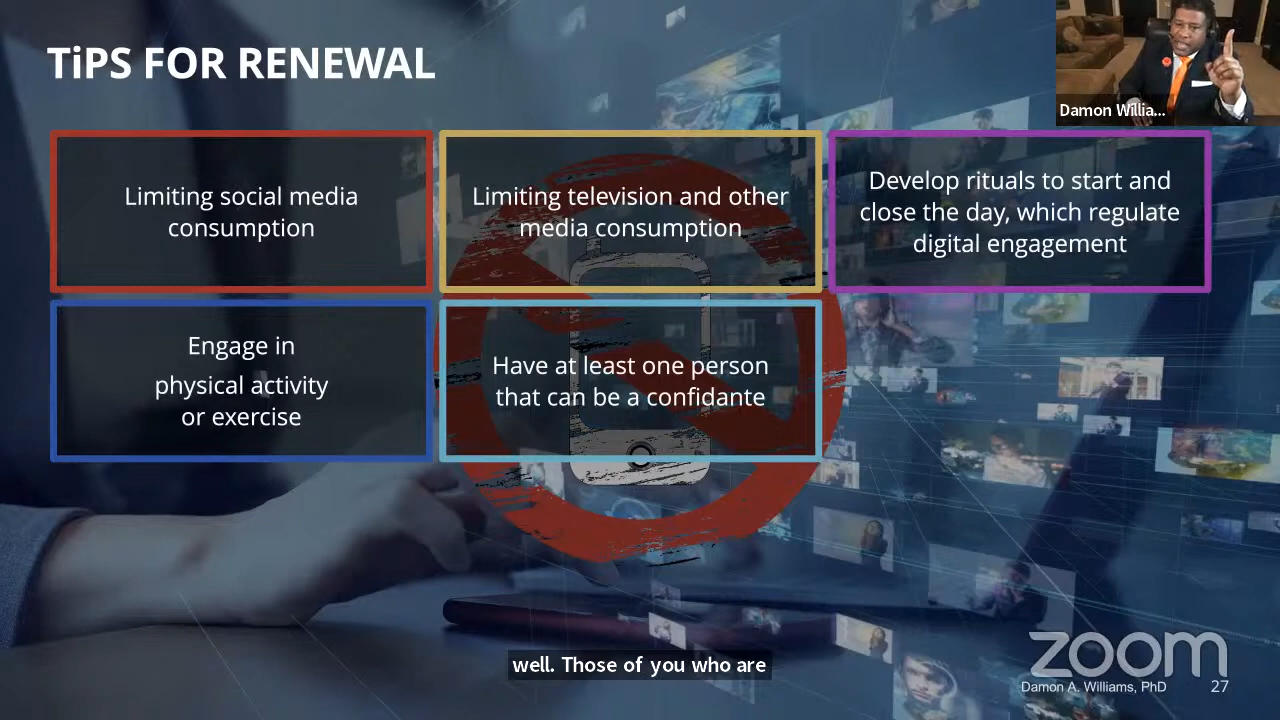 TiPS FOR RENEWAL
Damon Willia...
Limiting social media
consumption
Limiting television and other
media consumption
Develop rituals to start and
close the day, which regulate
digital engagement
Engage in
physical activity
or exercise
Have at least one person
that can be a confidante
well. Those of you who are
zoom
Damon A. Williams, PhD
27